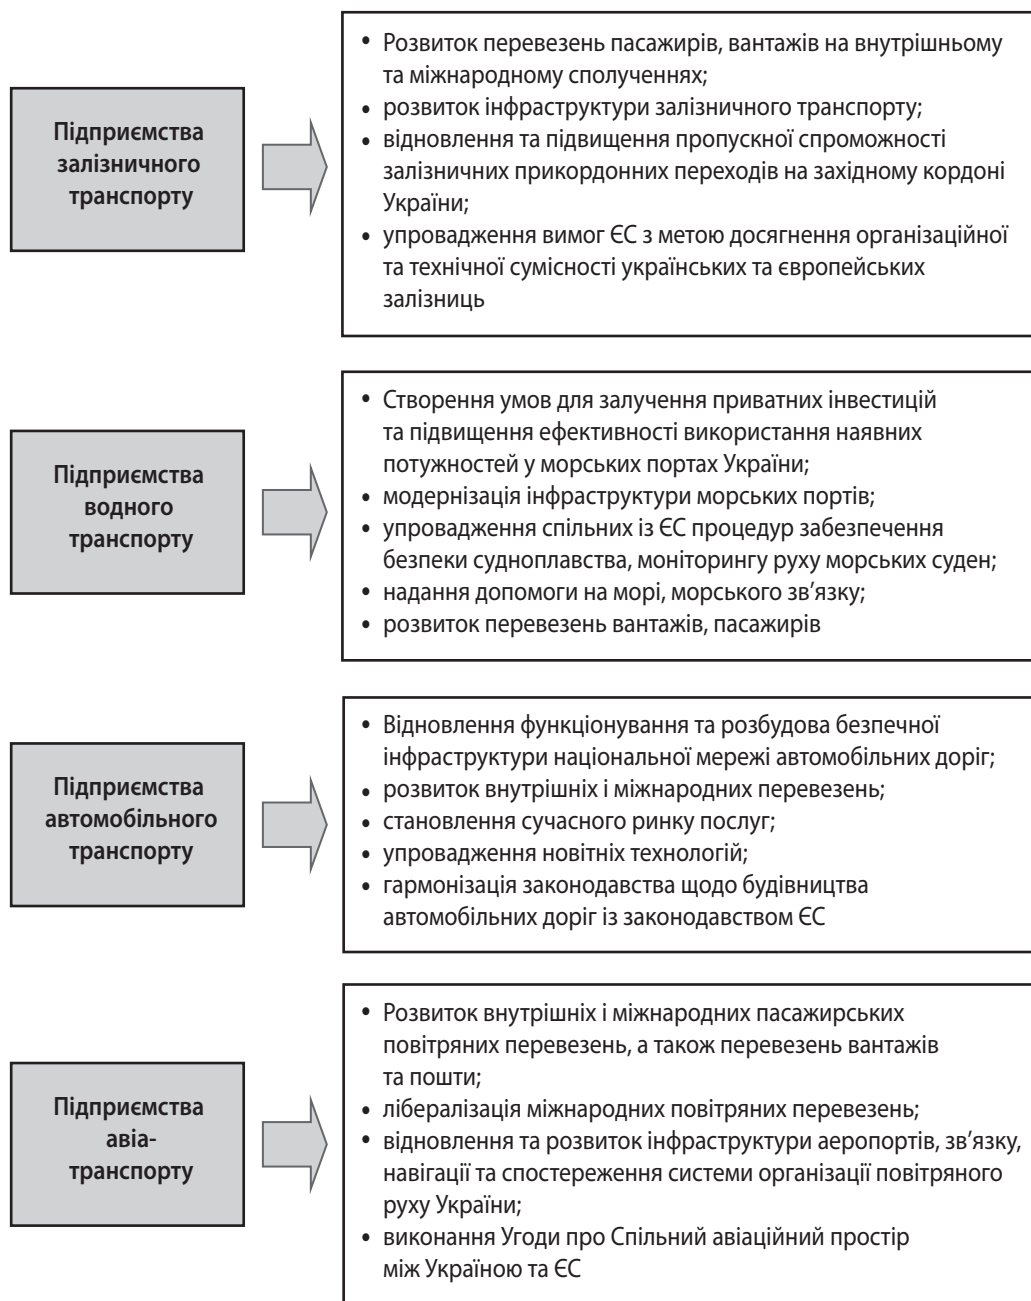 Підприємства
залізничного
транспорту
• Розвиток перевезень пасажирів, вантажів на внутрішньому
та міжнародному сполученнях;
• розвиток інфраструктури залізничного транспорту;
• відновлення та підвищення пропускної спроможності
залізничних прикордонних переходів на західному кордоні
України;
• упровадження вимог ЄС з метою досягнення організаційної
та технічної сумісності українських та європейських
залізниць
Підприємства
водного
транспорту
• Створення умов для залучення приватних інвестицій
та підвищення ефективності використання наявних
потужностей у морських портах України;
• модернізація інфраструктури морських портів;
• упровадження спільних із ЄС процедур забезпечення
безпеки судноплавства, моніторингу руху морських суден;
• надання допомоги на морі, морського зв’язку;
• розвиток перевезень вантажів, пасажирів
Підприємства
автомобільного
транспорту
• Відновлення функціонування та розбудова безпечної
інфраструктури національної мережі автомобільних доріг;
• розвиток внутрішніх і міжнародних перевезень;
• становлення сучасного ринку послуг;
• упровадження новітніх технологій;
• гармонізація законодавства щодо будівництва
автомобільних доріг із законодавством ЄС
Підприємства
авіа-
транспорту
• Розвиток внутрішніх і міжнародних пасажирських
повітряних перевезень, а також перевезень вантажів
та пошти;
• лібералізація міжнародних повітряних перевезень;
• відновлення та розвиток інфраструктури аеропортів, зв’язку,
навігації та спостереження системи організації повітряного
руху України;
• виконання Угоди про Спільний авіаційний простір
між Україною та ЄС